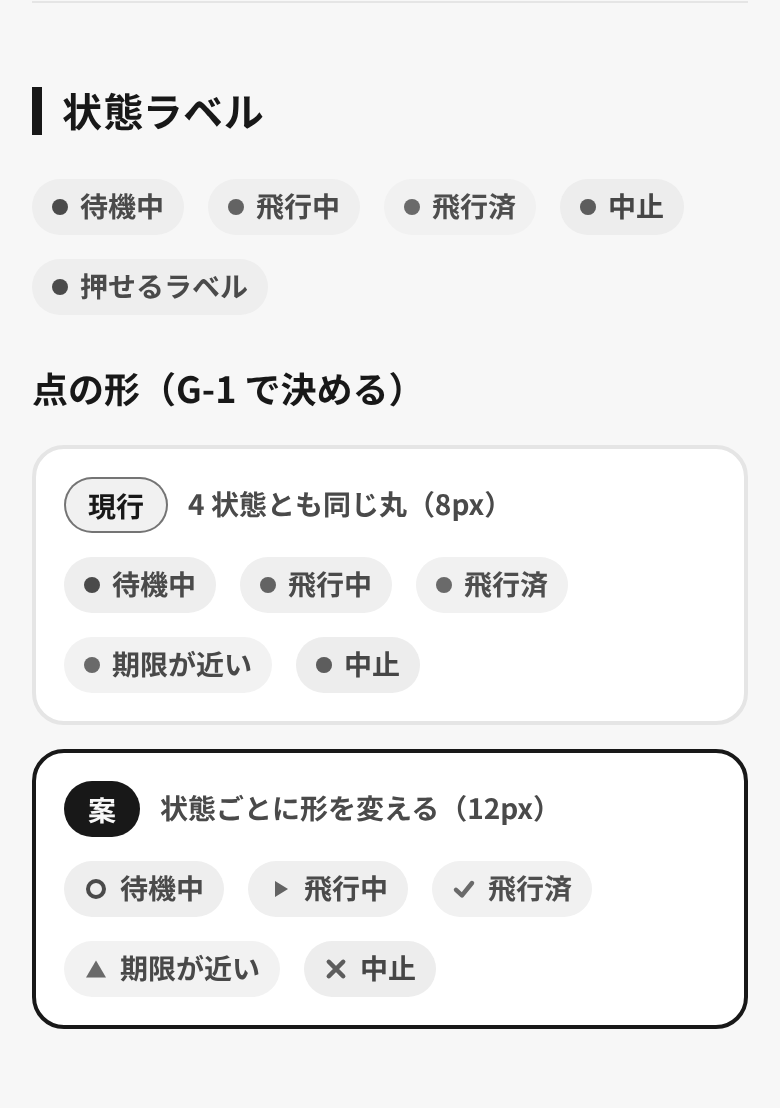 状態ラベル
待機中 飛行中 飛行済 中止
押せるラベル
点の形（G-1 で決める）
現行 4 状態とも同じ丸（8px）
待機中 飛行中 飛行済
期限が近い 中止
案 状態ごとに形を変える（12px）
待機中 飛行中 飛行済
期限が近い 中止